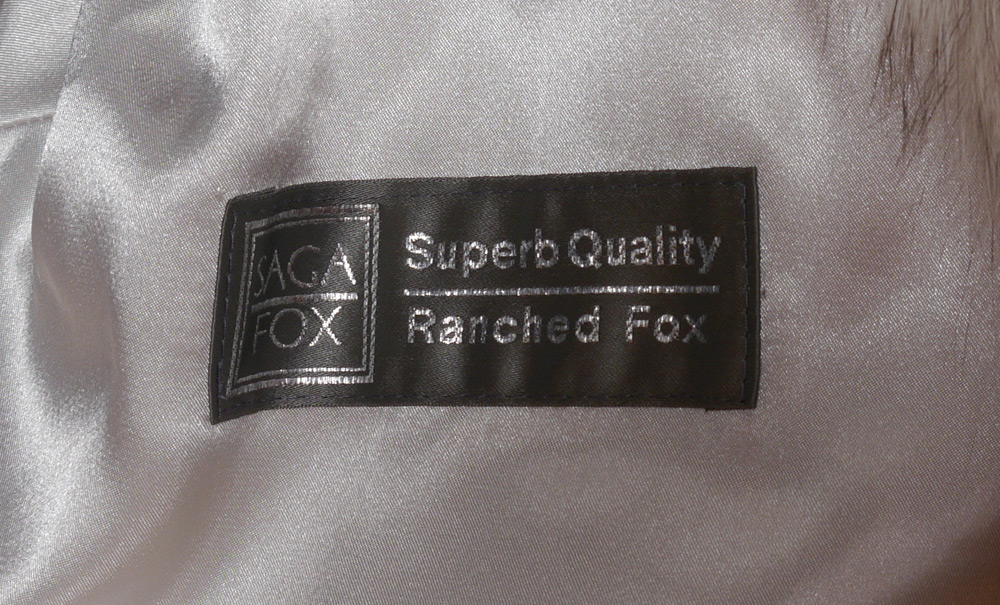 SAGA
FOX
Superb Quality
Ranched Fox